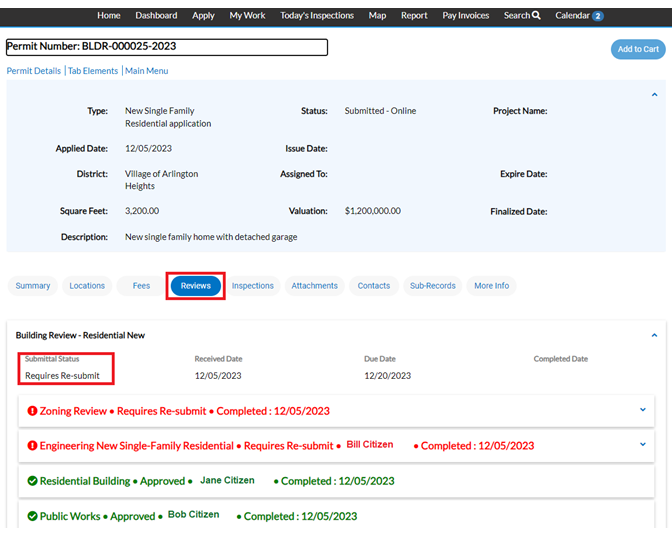 Home Dashboard Apply My Work Today's Inspections Map Report Pay Invoices Search Calendar 2
Permit Number: BLDR-000025-2023
Add to Cart
Permit Details | Tab Elements | Main Menu
Type: New Single Family Residential application Status: Submitted - Online Project Name:
Applied Date: 12/05/2023 Issue Date:
District: Village of Arlington Heights Assigned To: Expire Date:
Square Feet: 3,200.00 Valuation: $1,200,000.00 Finalized Date:
Description: New single family home with detached garage
Summary Locations Fees Reviews Inspections Attachments Contacts Sub-Records More Info
Building Review - Residential New
Submittal Status Received Date Due Date Completed Date
Requires Re-submit 12/05/2023 12/20/2023
Zoning Review • Requires Re-submit • Completed : 12/05/2023
Engineering New Single-Family Residential • Requires Re-submit • Bill Citizen • Completed : 12/05/2023
Residential Building • Approved • Jane Citizen • Completed : 12/05/2023
Public Works • Approved • Bob Citizen • Completed : 12/05/2023